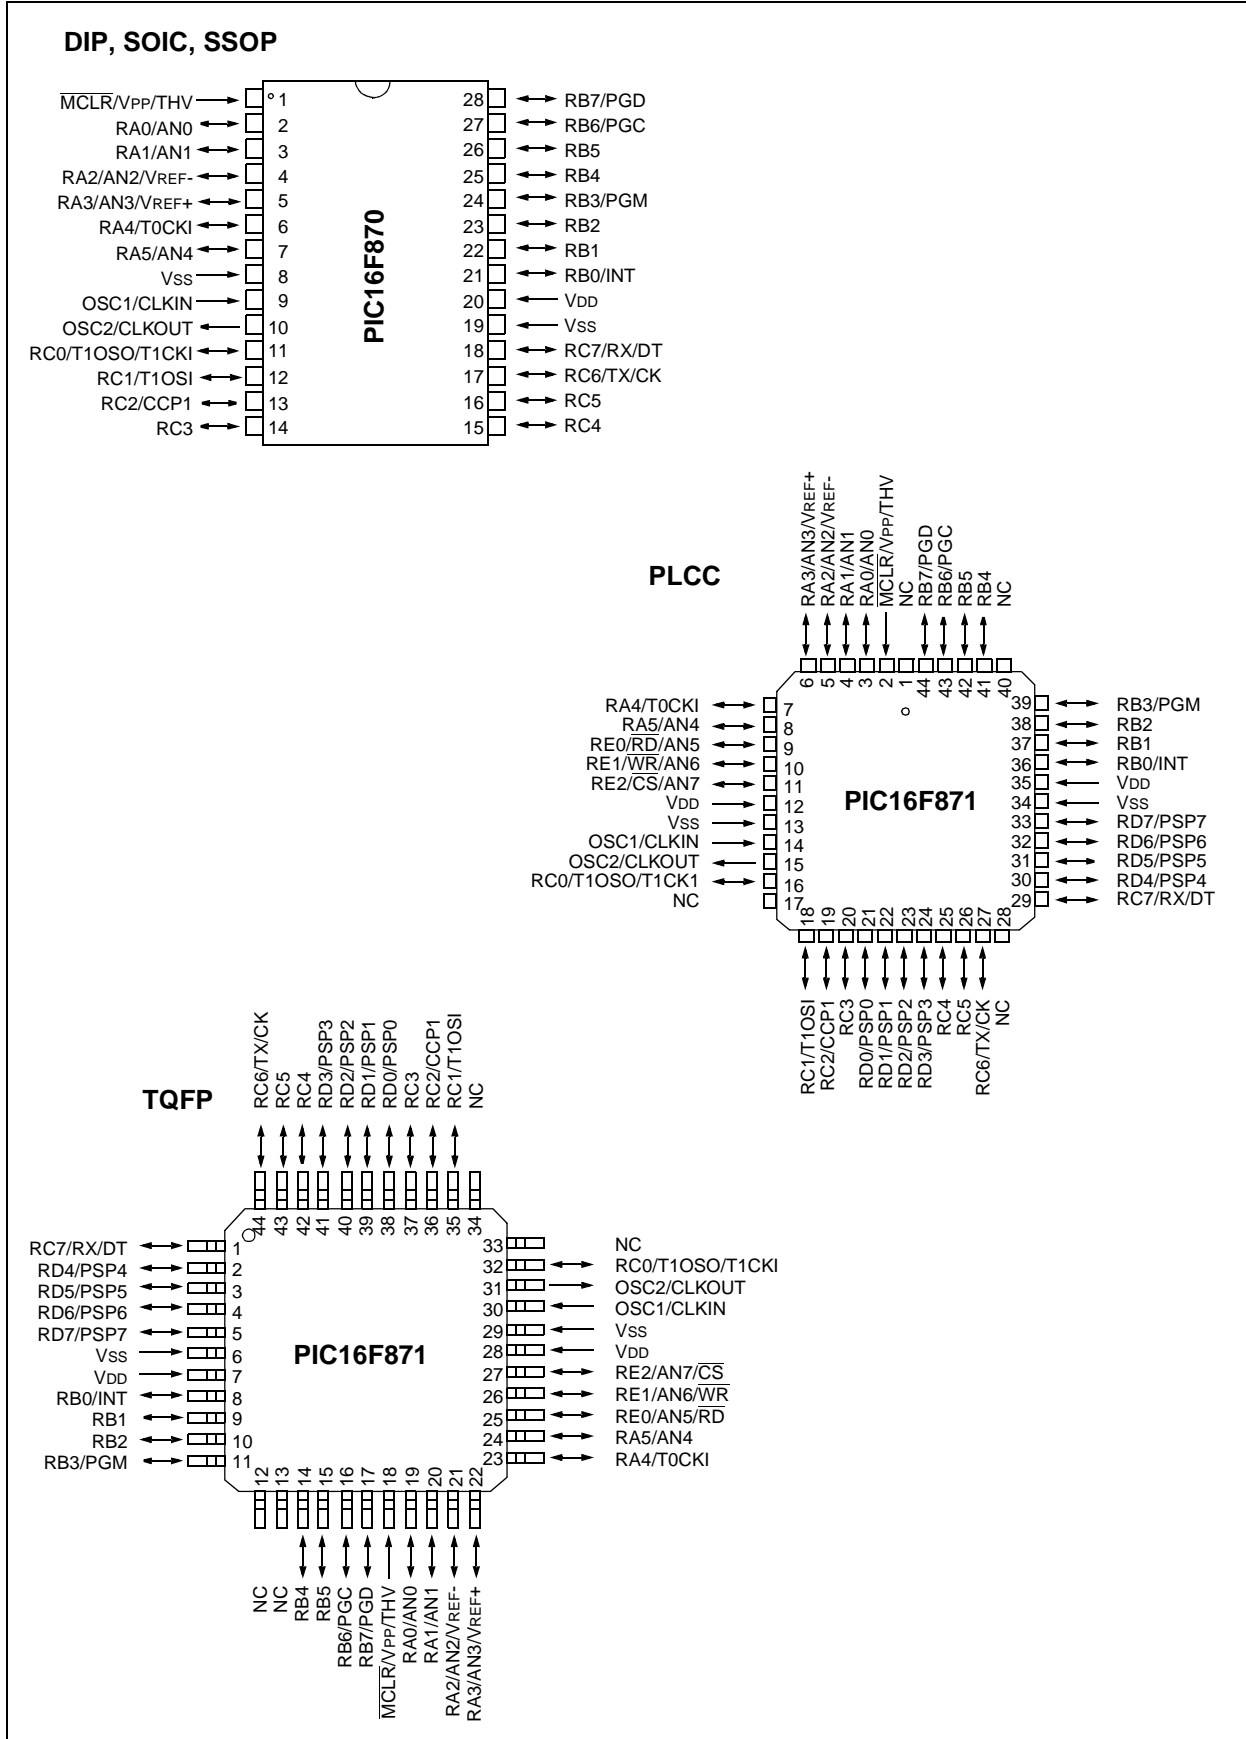 DIP, SOIC, SSOP
MCLR/VPP/THV 1 28 RB7/PGD
RA0/AN0 2 27 RB6/PGC
RA1/AN1 3 26 RB5
RA2/AN2/VREF- 4 25 RB4
RA3/AN3/VREF+ 5 24 RB3/PGM
RA4/T0CKI 6 23 RB2
RA5/AN4 7 22 RB1
VSS 8 21 RB0/INT
OSC1/CLKIN 9 20 VDD
OSC2/CLKOUT 10 19 VSS
RC0/T1OSO/T1CKI 11 18 RC7/RX/DT
RC1/T1OSI 12 17 RC6/TX/CK
RC2/CCP1 13 16 RC5
RC3 14 15 RC4
PIC16F870
PLCC
RA3/AN3/VREF+
RA2/AN2/VREF-
RA1/AN1
RA0/AN0
MCLR/VPP/THV
NC
RB7/PGD
RB6/PGC
RB5
RB4
NC
6 5 4 3 2 1 44 43 42 41 40
RA4/T0CKI 7 39 RB3/PGM
RA5/AN4 8 38 RB2
RE0/RD/AN5 9 37 RB1
RE1/WR/AN6 10 36 RB0/INT
RE2/CS/AN7 11 35 VDD
VDD 12 34 VSS
VSS 13 33 RD7/PSP7
OSC1/CLKIN 14 32 RD6/PSP6
OSC2/CLKOUT 15 31 RD5/PSP5
RC0/T1OSO/T1CK1 16 30 RD4/PSP4
NC 17 29 RC7/RX/DT
PIC16F871
18 19 20 21 22 23 24 25 26 27 28
RC1/T1OSI
RC2/CCP1
RC3
RD0/PSP0
RD1/PSP1
RD2/PSP2
RD3/PSP3
RC4
RC5
RC6/TX/CK
NC
TQFP
RC6/TX/CK
RC5
RC4
RD3/PSP3
RD2/PSP2
RD1/PSP1
RD0/PSP0
RC3
RC2/CCP1
RC1/T1OSI
NC
44 43 42 41 40 39 38 37 36 35 34
RC7/RX/DT 1 33 NC
RD4/PSP4 2 32 RC0/T1OSO/T1CKI
RD5/PSP5 3 31 OSC2/CLKOUT
RD6/PSP6 4 30 OSC1/CLKIN
RD7/PSP7 5 29 VSS
VSS 6 28 VDD
VDD 7 27 RE2/AN7/CS
RB0/INT 8 26 RE1/AN6/WR
RB1 9 25 RE0/AN5/RD
RB2 10 24 RA5/AN4
RB3/PGM 11 23 RA4/T0CKI
PIC16F871
12 13 14 15 16 17 18 19 20 21 22
NC
NC
RB4
RB5
RB6/PGC
RB7/PGD
MCLR/VPP/THV
RA0/AN0
RA1/AN1
RA2/AN2/VREF-
RA3/AN3/VREF+